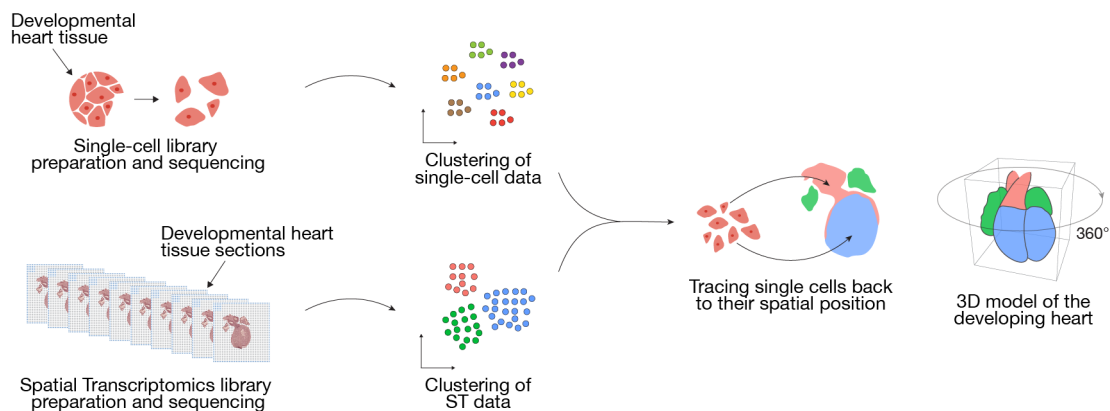 Developmental
heart tissue
Single-cell library
preparation and sequencing
Clustering of
single-cell data
Developmental heart
tissue sections
Spatial Transcriptomics library
preparation and sequencing
Clustering of
ST data
Tracing single cells back
to their spatial position
360°
3D model of the
developing heart